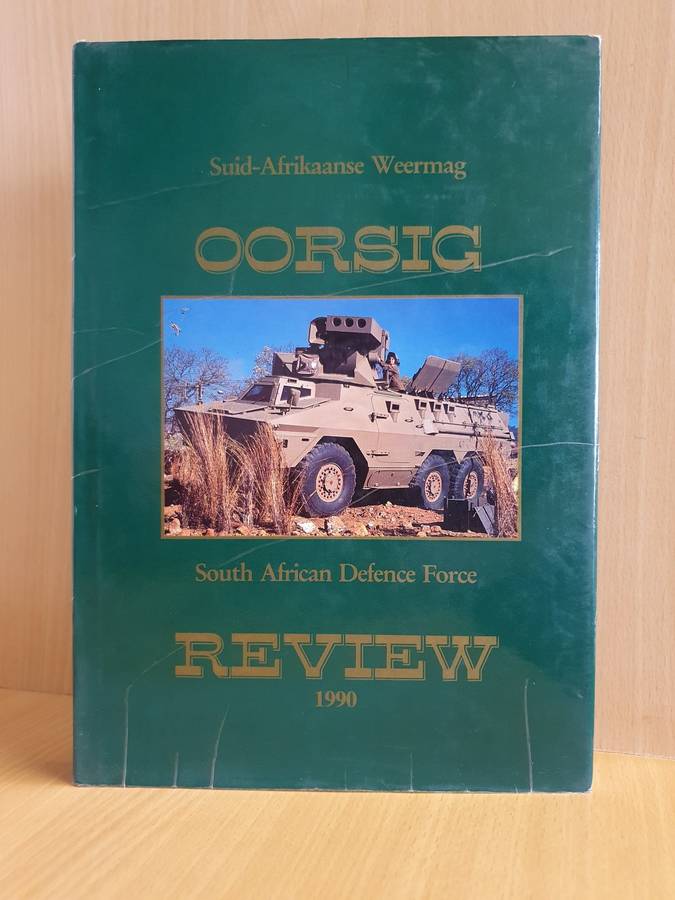 Suid-Afrikaanse Weermag
OORSIG
South African Defence Force
REVIEW
1990